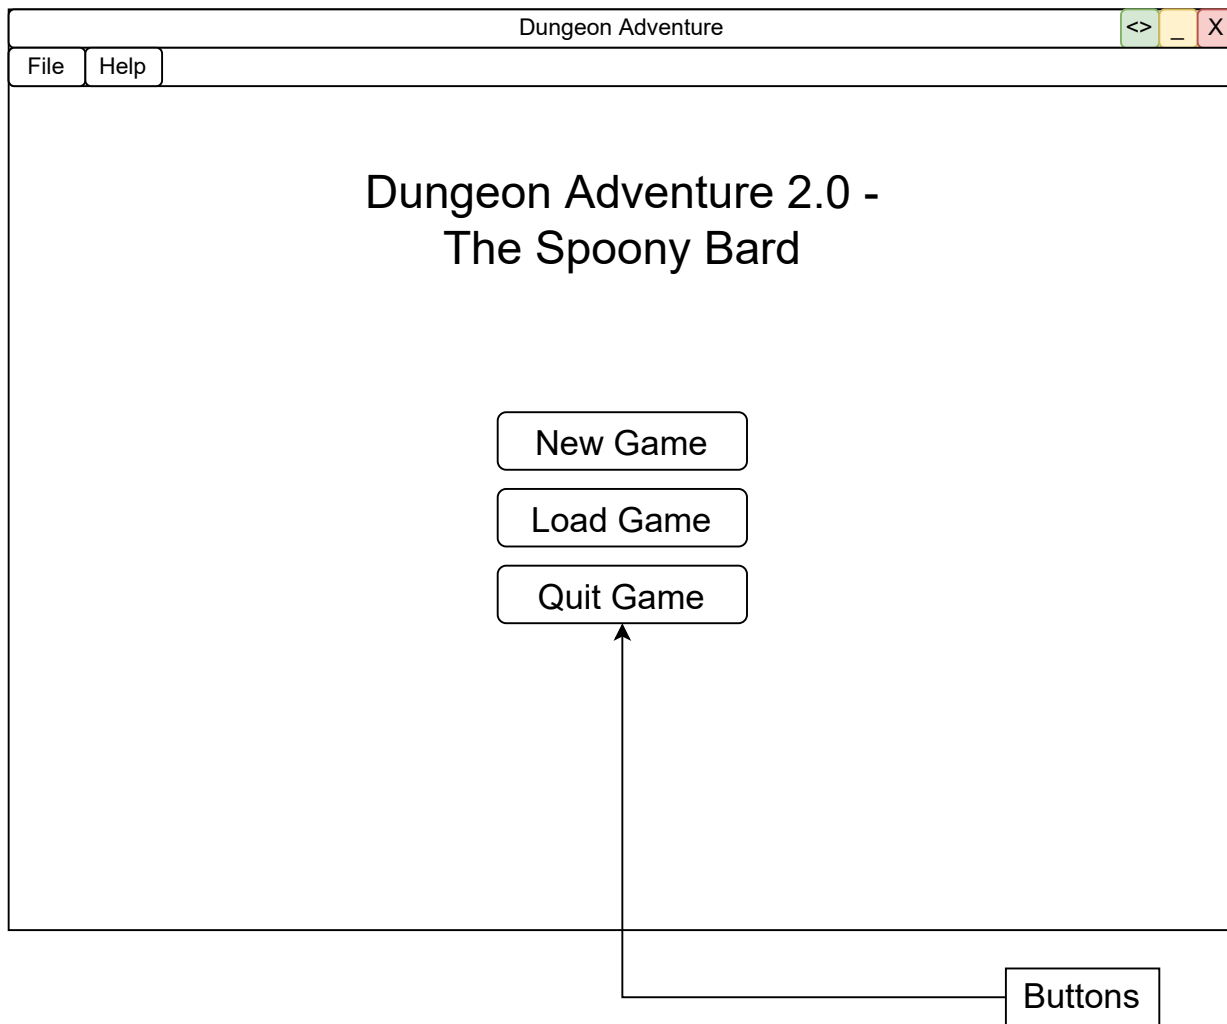 Dungeon Adventure
<> _ X
File Help
Dungeon Adventure 2.0 -
The Spoony Bard
New Game
Load Game
Quit Game
Buttons